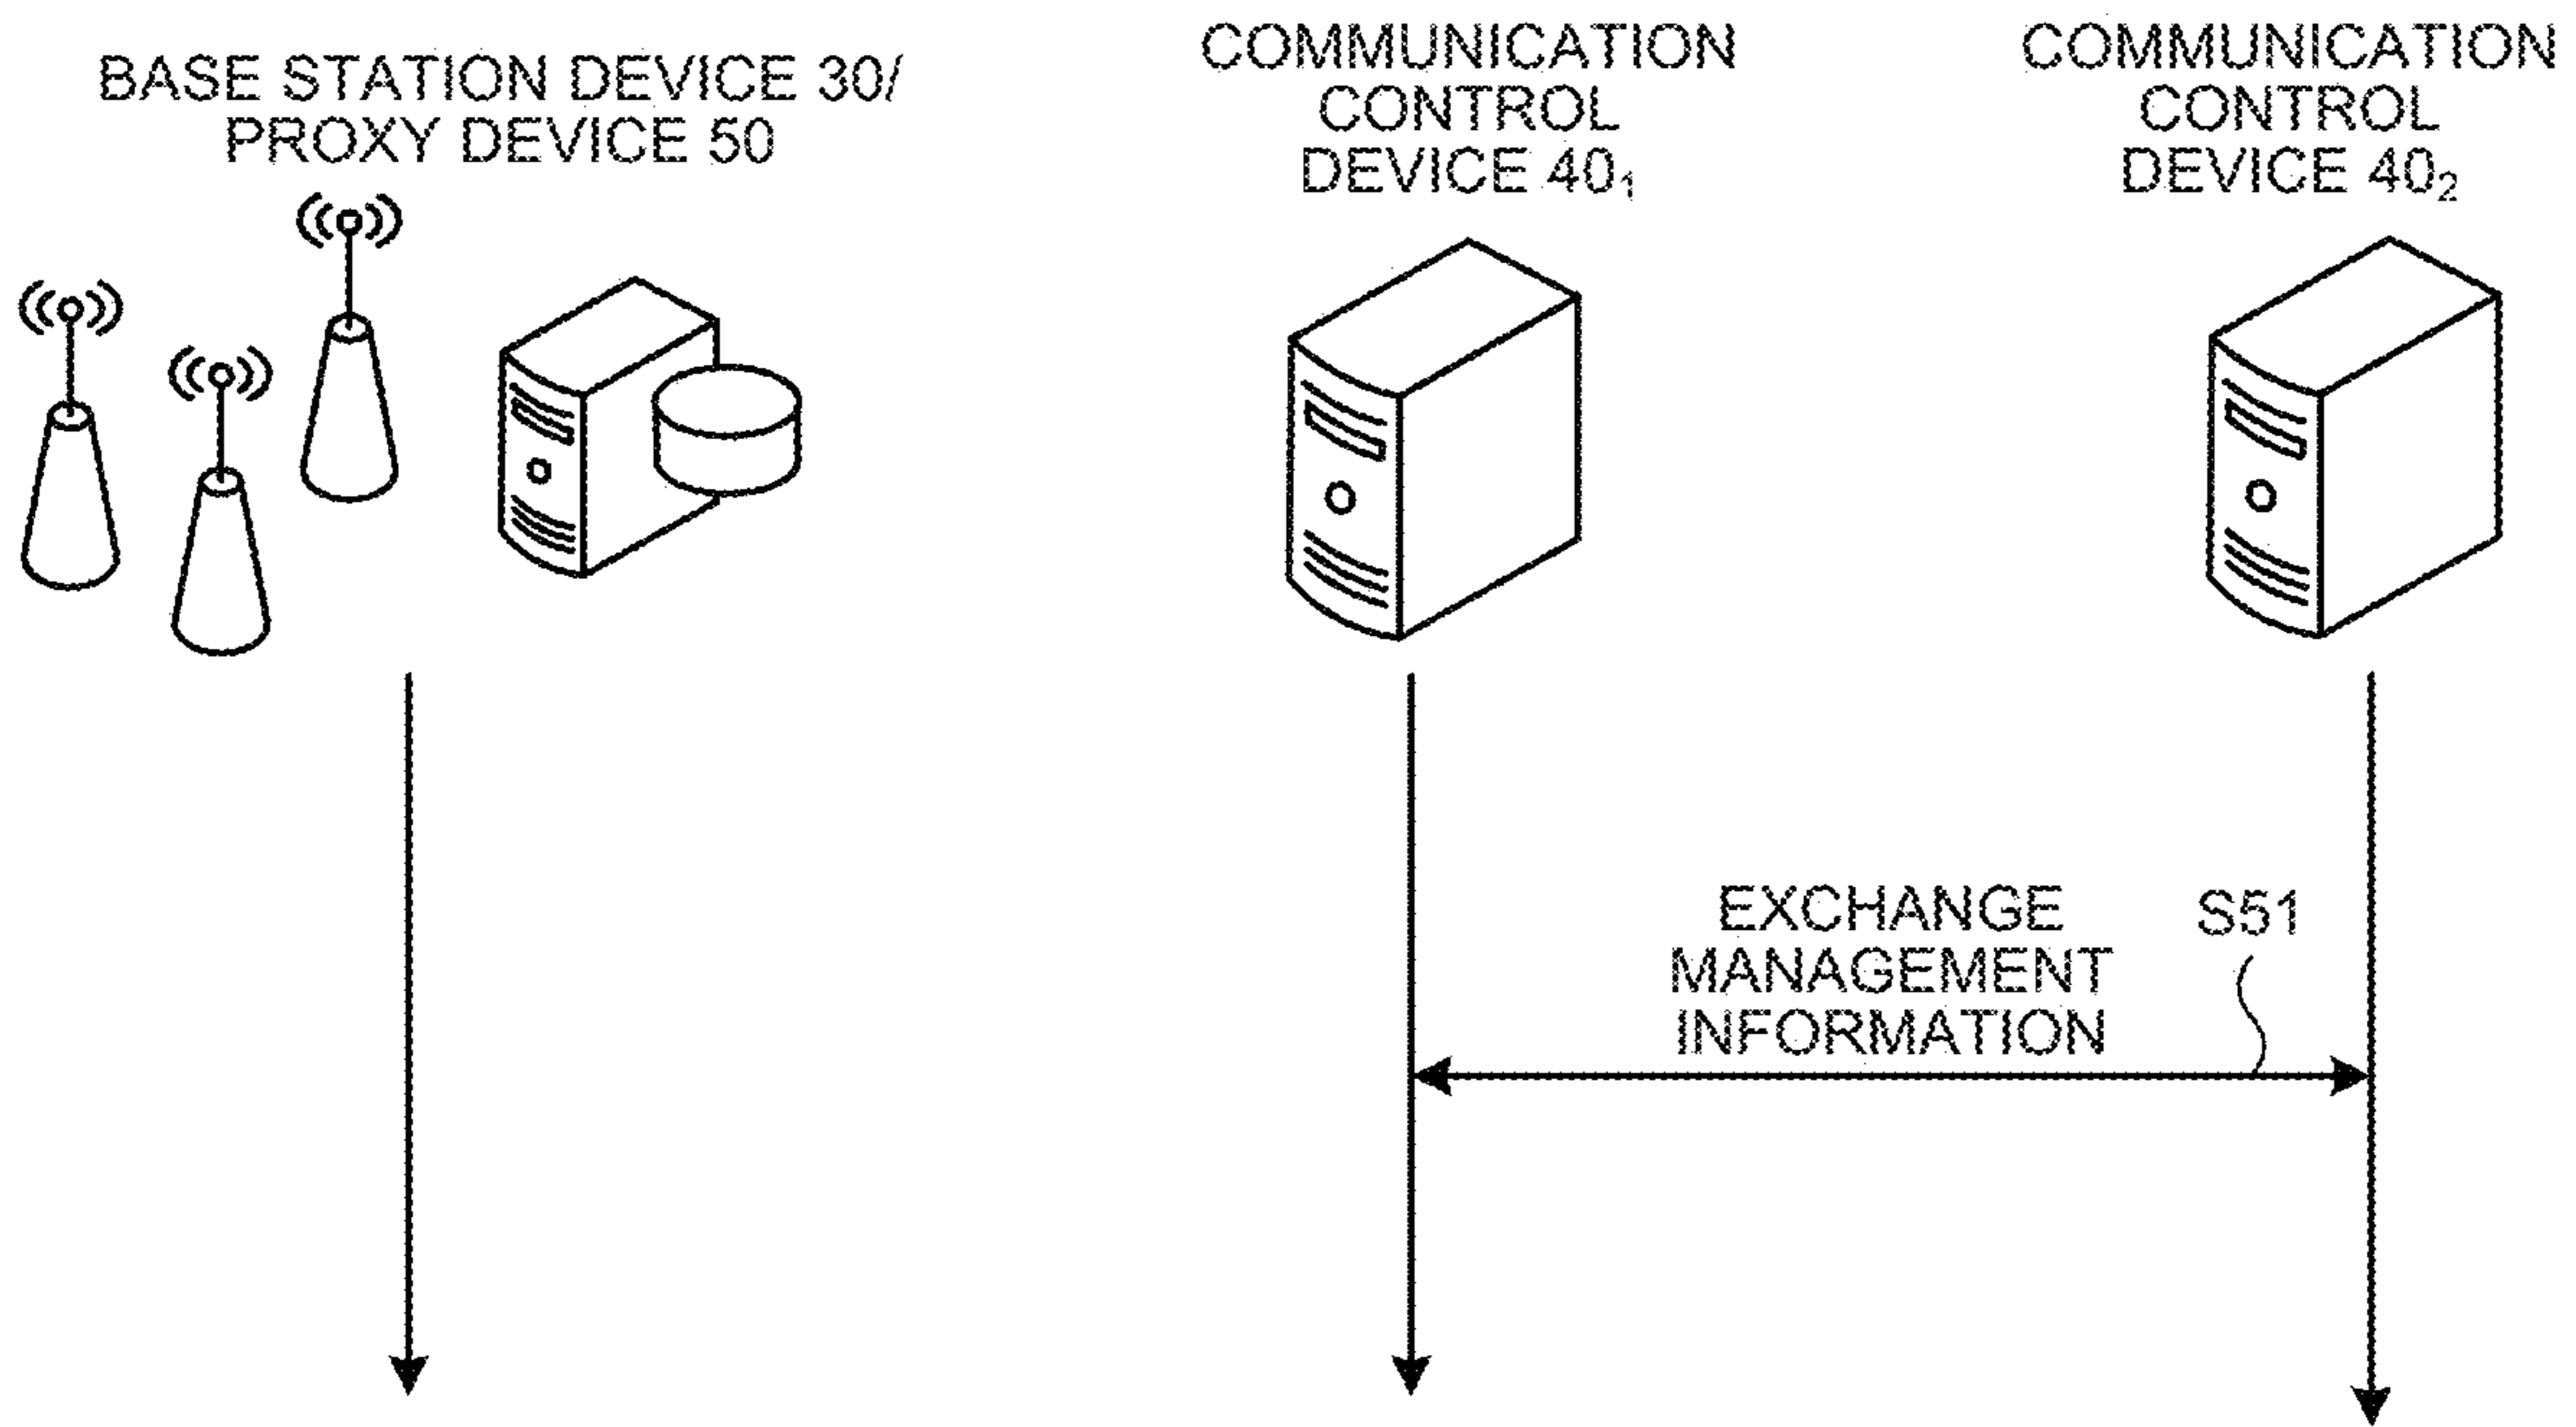 BASE STATION DEVICE 30/
PROXY DEVICE 50
COMMUNICATION
CONTROL
DEVICE 40₁
COMMUNICATION
CONTROL
DEVICE 40₂
EXCHANGE
MANAGEMENT
INFORMATION
S51